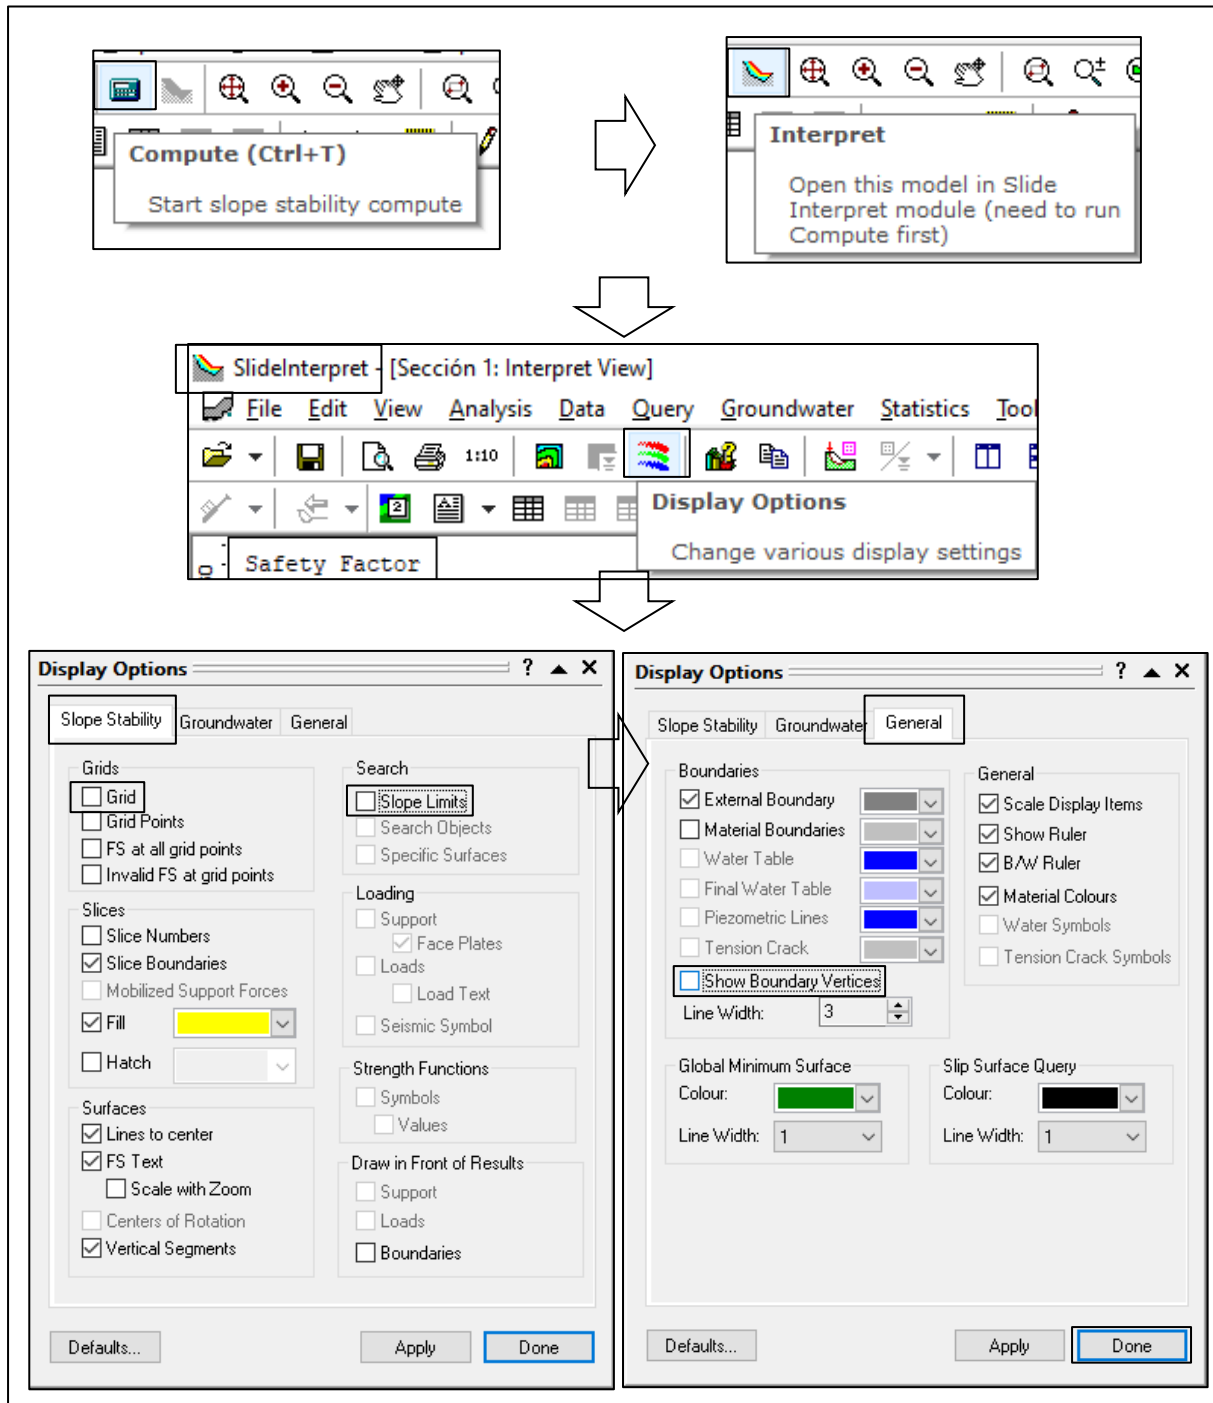 Compute (Ctrl+T)
Start slope stability compute
Interpret
Open this model in Slide
Interpret module (need to run
Compute first)
SlideInterpret - [Sección 1: Interpret View]
File Edit View Analysis Data Query Groundwater Statistics Tool
1:10
2
Display Options
Change various display settings
Safety Factor
Display Options ?
Slope Stability Groundwater General
Grids
Grid
Grid Points
FS at all grid points
Invalid FS at grid points
Slices
Slice Numbers
Slice Boundaries
Mobilized Support Forces
Fill
Hatch
Surfaces
Lines to center
FS Text
Scale with Zoom
Centers of Rotation
Vertical Segments
Search
Slope Limits
Search Objects
Specific Surfaces
Loading
Support
Face Plates
Loads
Load Text
Seismic Symbol
Strength Functions
Symbols
Values
Draw in Front of Results
Support
Loads
Boundaries
Defaults... Apply Done
Display Options ?
Slope Stability Groundwater General
Boundaries
External Boundary
Material Boundaries
Water Table
Final Water Table
Piezometric Lines
Tension Crack
Show Boundary Vertices
Line Width: 3
General
Scale Display Items
Show Ruler
B/W Ruler
Material Colours
Water Symbols
Tension Crack Symbols
Global Minimum Surface
Colour:
Line Width: 1
Slip Surface Query
Colour:
Line Width: 1
Defaults... Apply Done